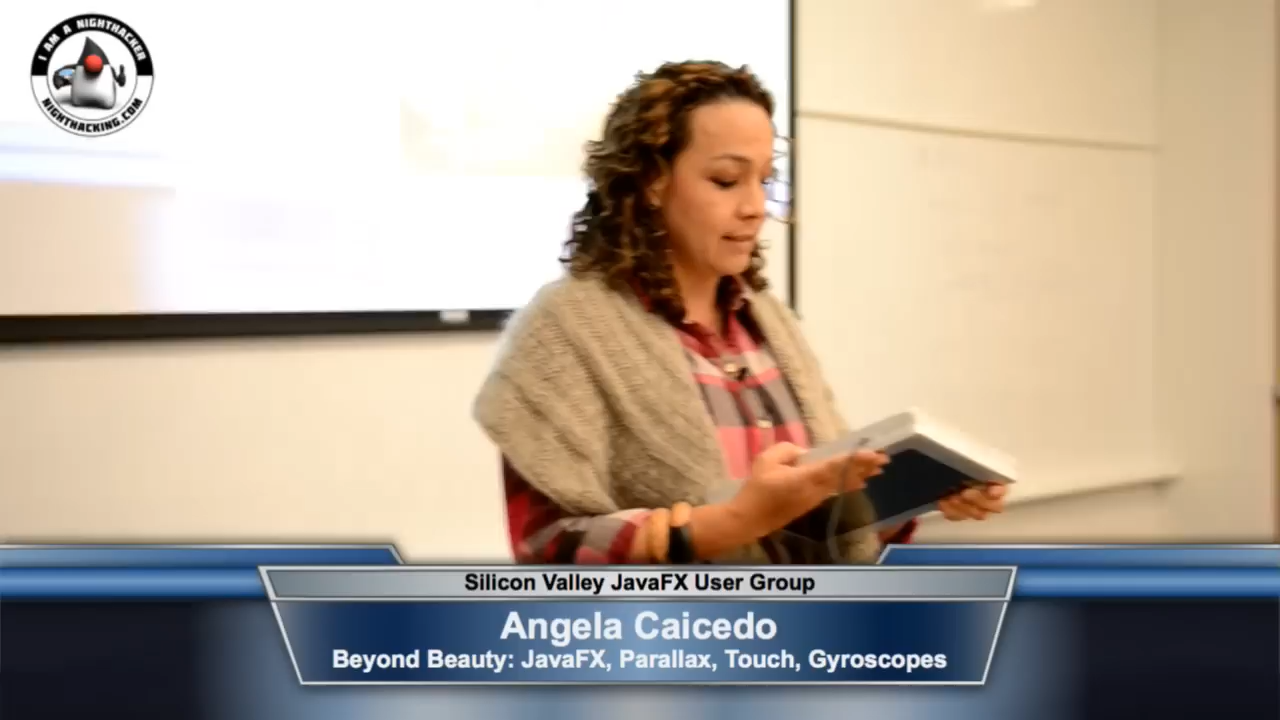 I AM A NIGHTHACKER
NIGHTHACKING.COM
Silicon Valley JavaFX User Group
Angela Caicedo
Beyond Beauty: JavaFX, Parallax, Touch, Gyroscopes